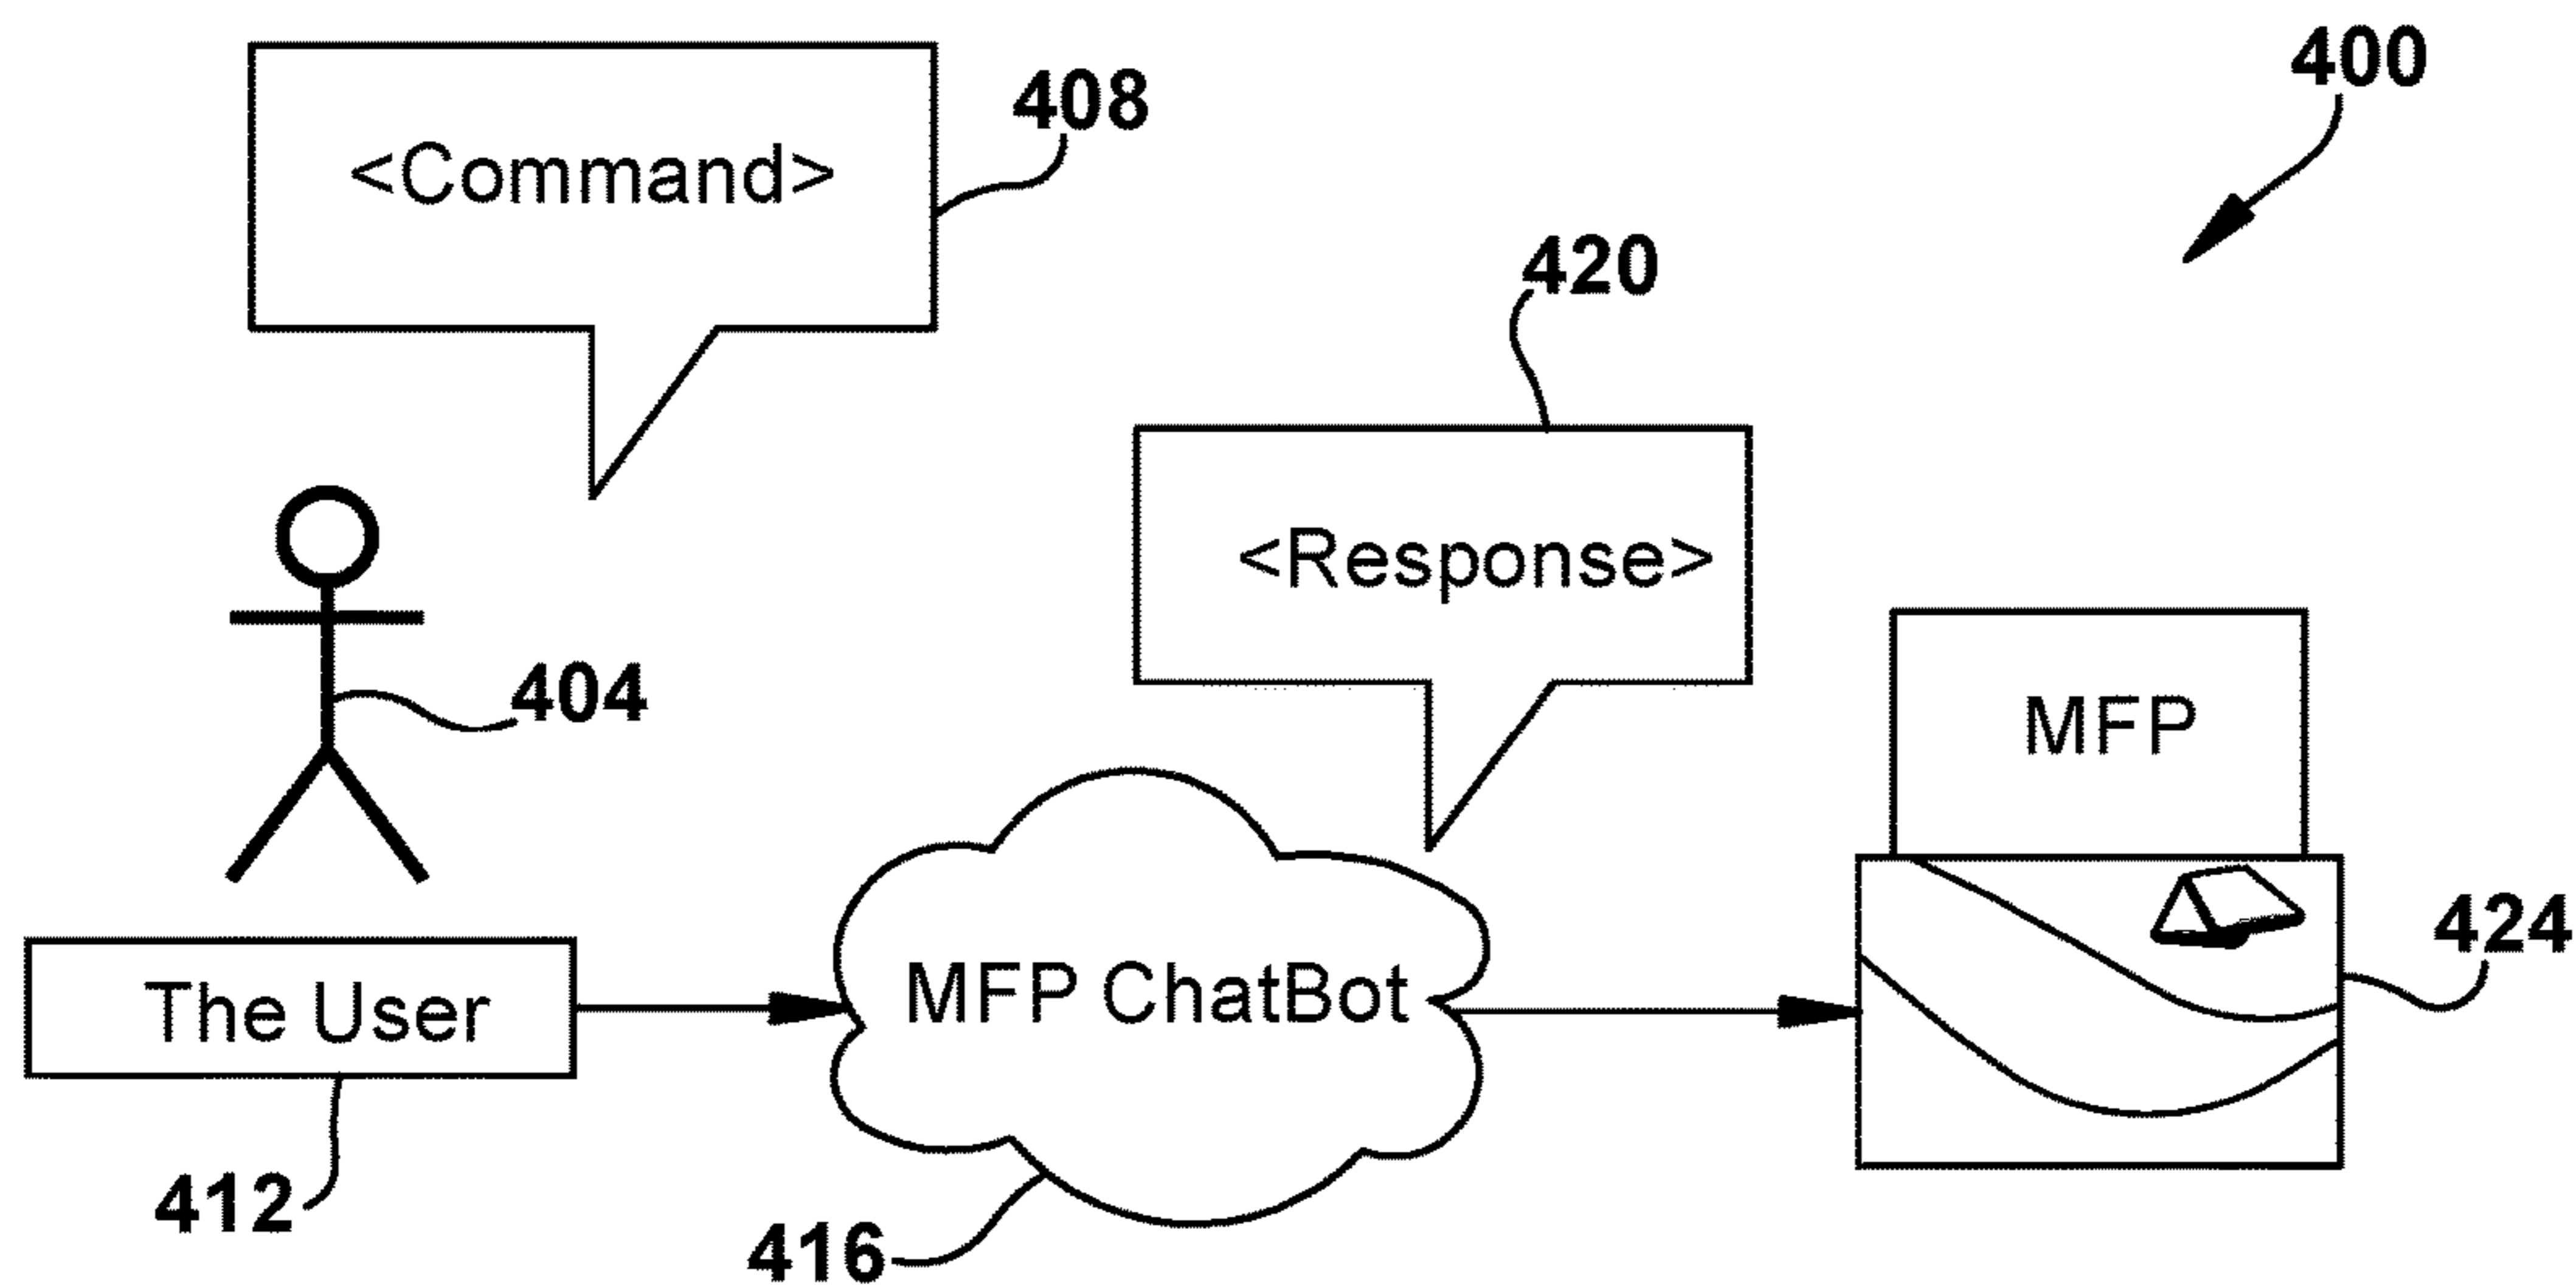 400
408
<Command>
420
<Response>
404
MFP
424
The User
MFP ChatBot
412
416